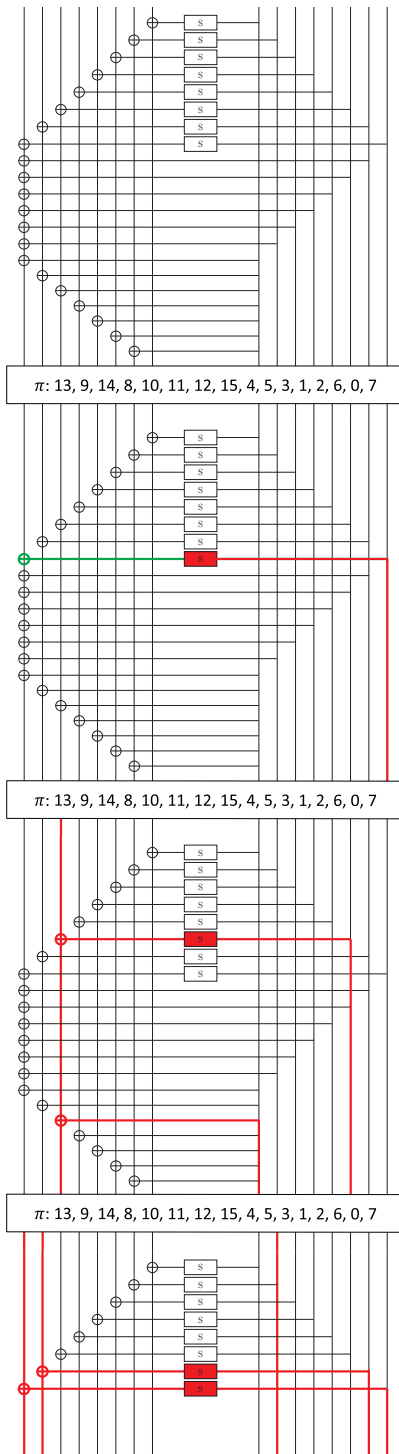 S
S
S
S
S
S
S
S
π: 13, 9, 14, 8, 10, 11, 12, 15, 4, 5, 3, 1, 2, 6, 0, 7
S
S
S
S
S
S
S
S
π: 13, 9, 14, 8, 10, 11, 12, 15, 4, 5, 3, 1, 2, 6, 0, 7
S
S
S
S
S
S
S
S
π: 13, 9, 14, 8, 10, 11, 12, 15, 4, 5, 3, 1, 2, 6, 0, 7
S
S
S
S
S
S
S
S